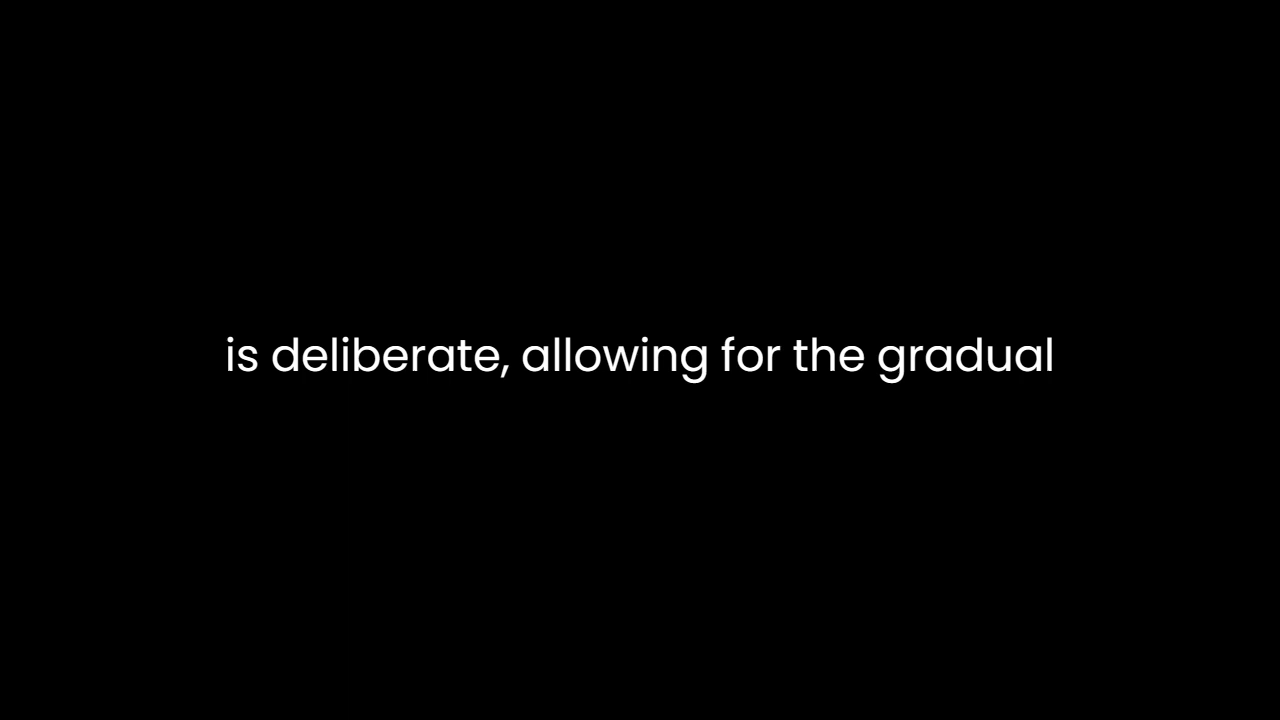 is deliberate, allowing for the gradual